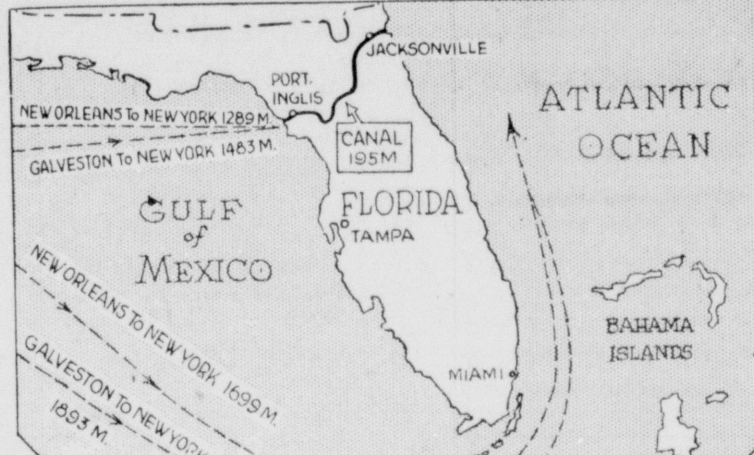 JACKSONVILLE
PORT.
INGLIS
NEW ORLEANS TO NEW YORK 1289 M.
GALVESTON TO NEW YORK 1483 M.
CANAL
195M
ATLANTIC
OCEAN
GULF
of
MEXICO
FLORIDA
TAMPA
NEW ORLEANS TO NEW YORK 1699 M.
GALVESTON TO NEW YORK
1893 M.
BAHAMA
ISLANDS
MIAMI